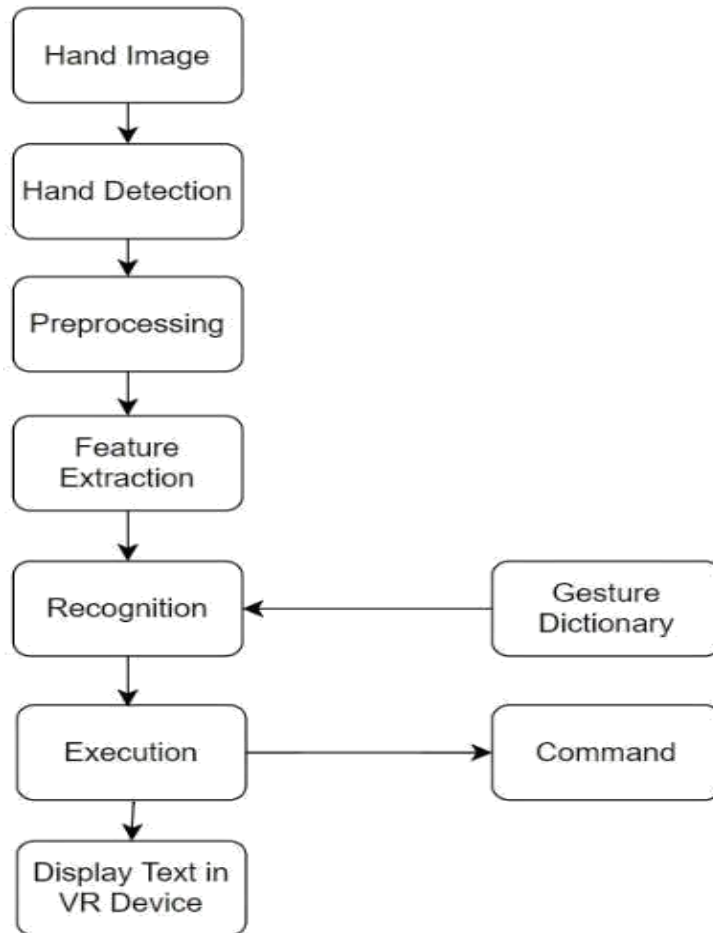 Hand Image
Hand Detection
Preprocessing
Feature
Extraction
Recognition
Gesture
Dictionary
Execution
Command
Display Text in
VR Device